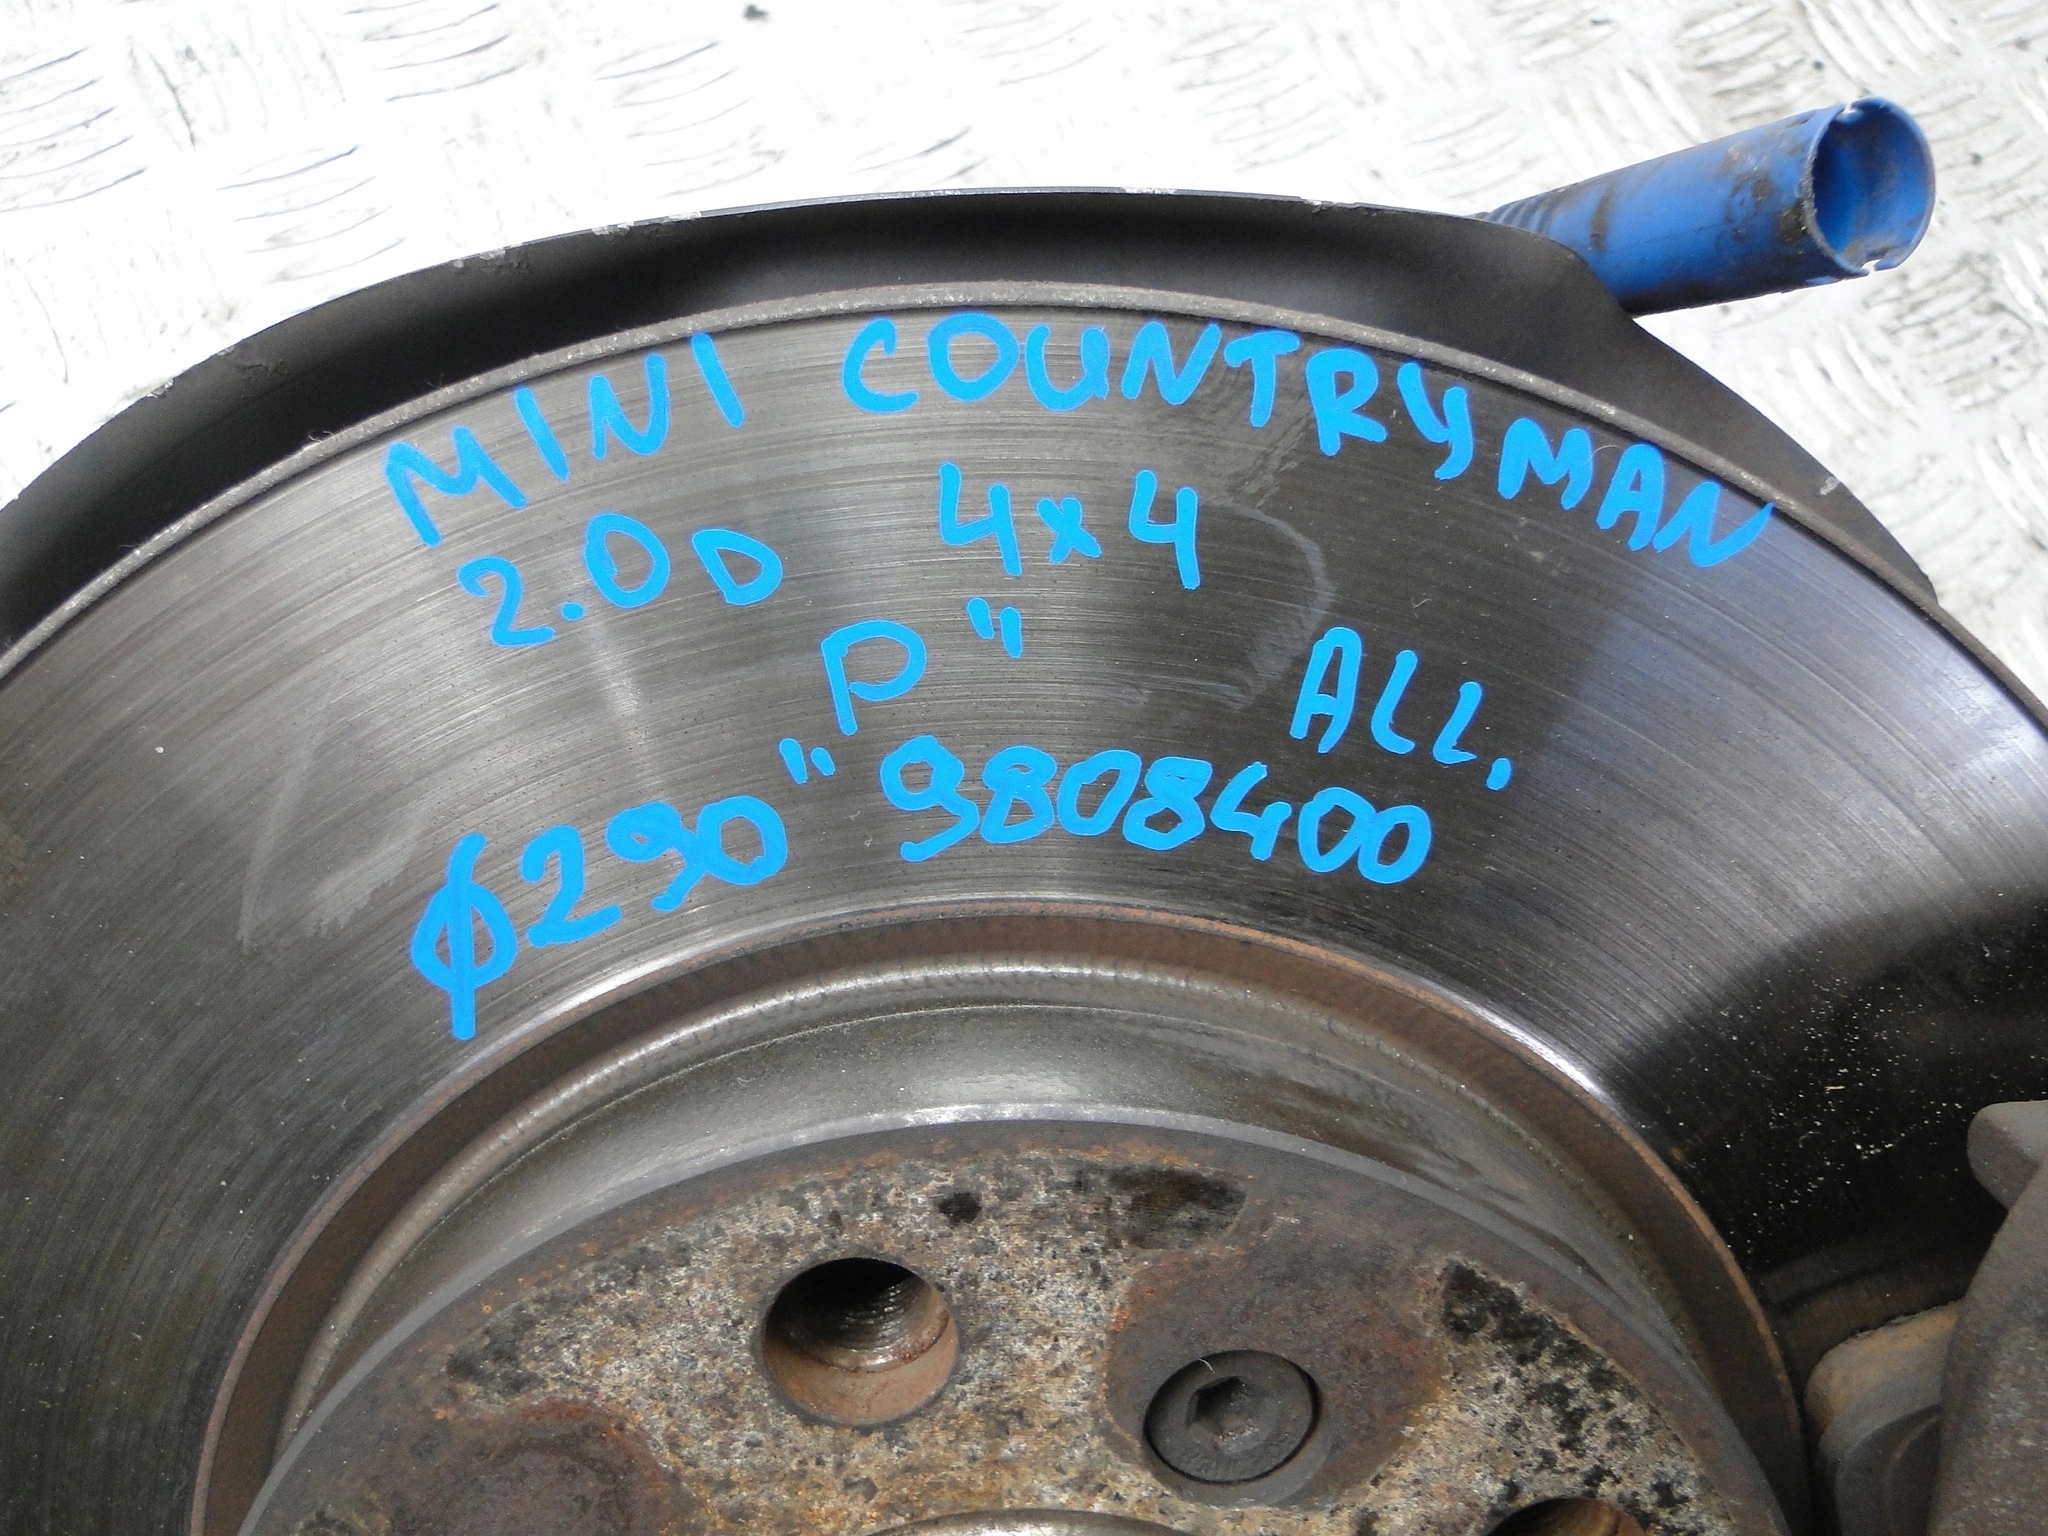 MINI COUNTRYMAN
2.0D 4x4
P" ALL.
ϕ290 "9808400